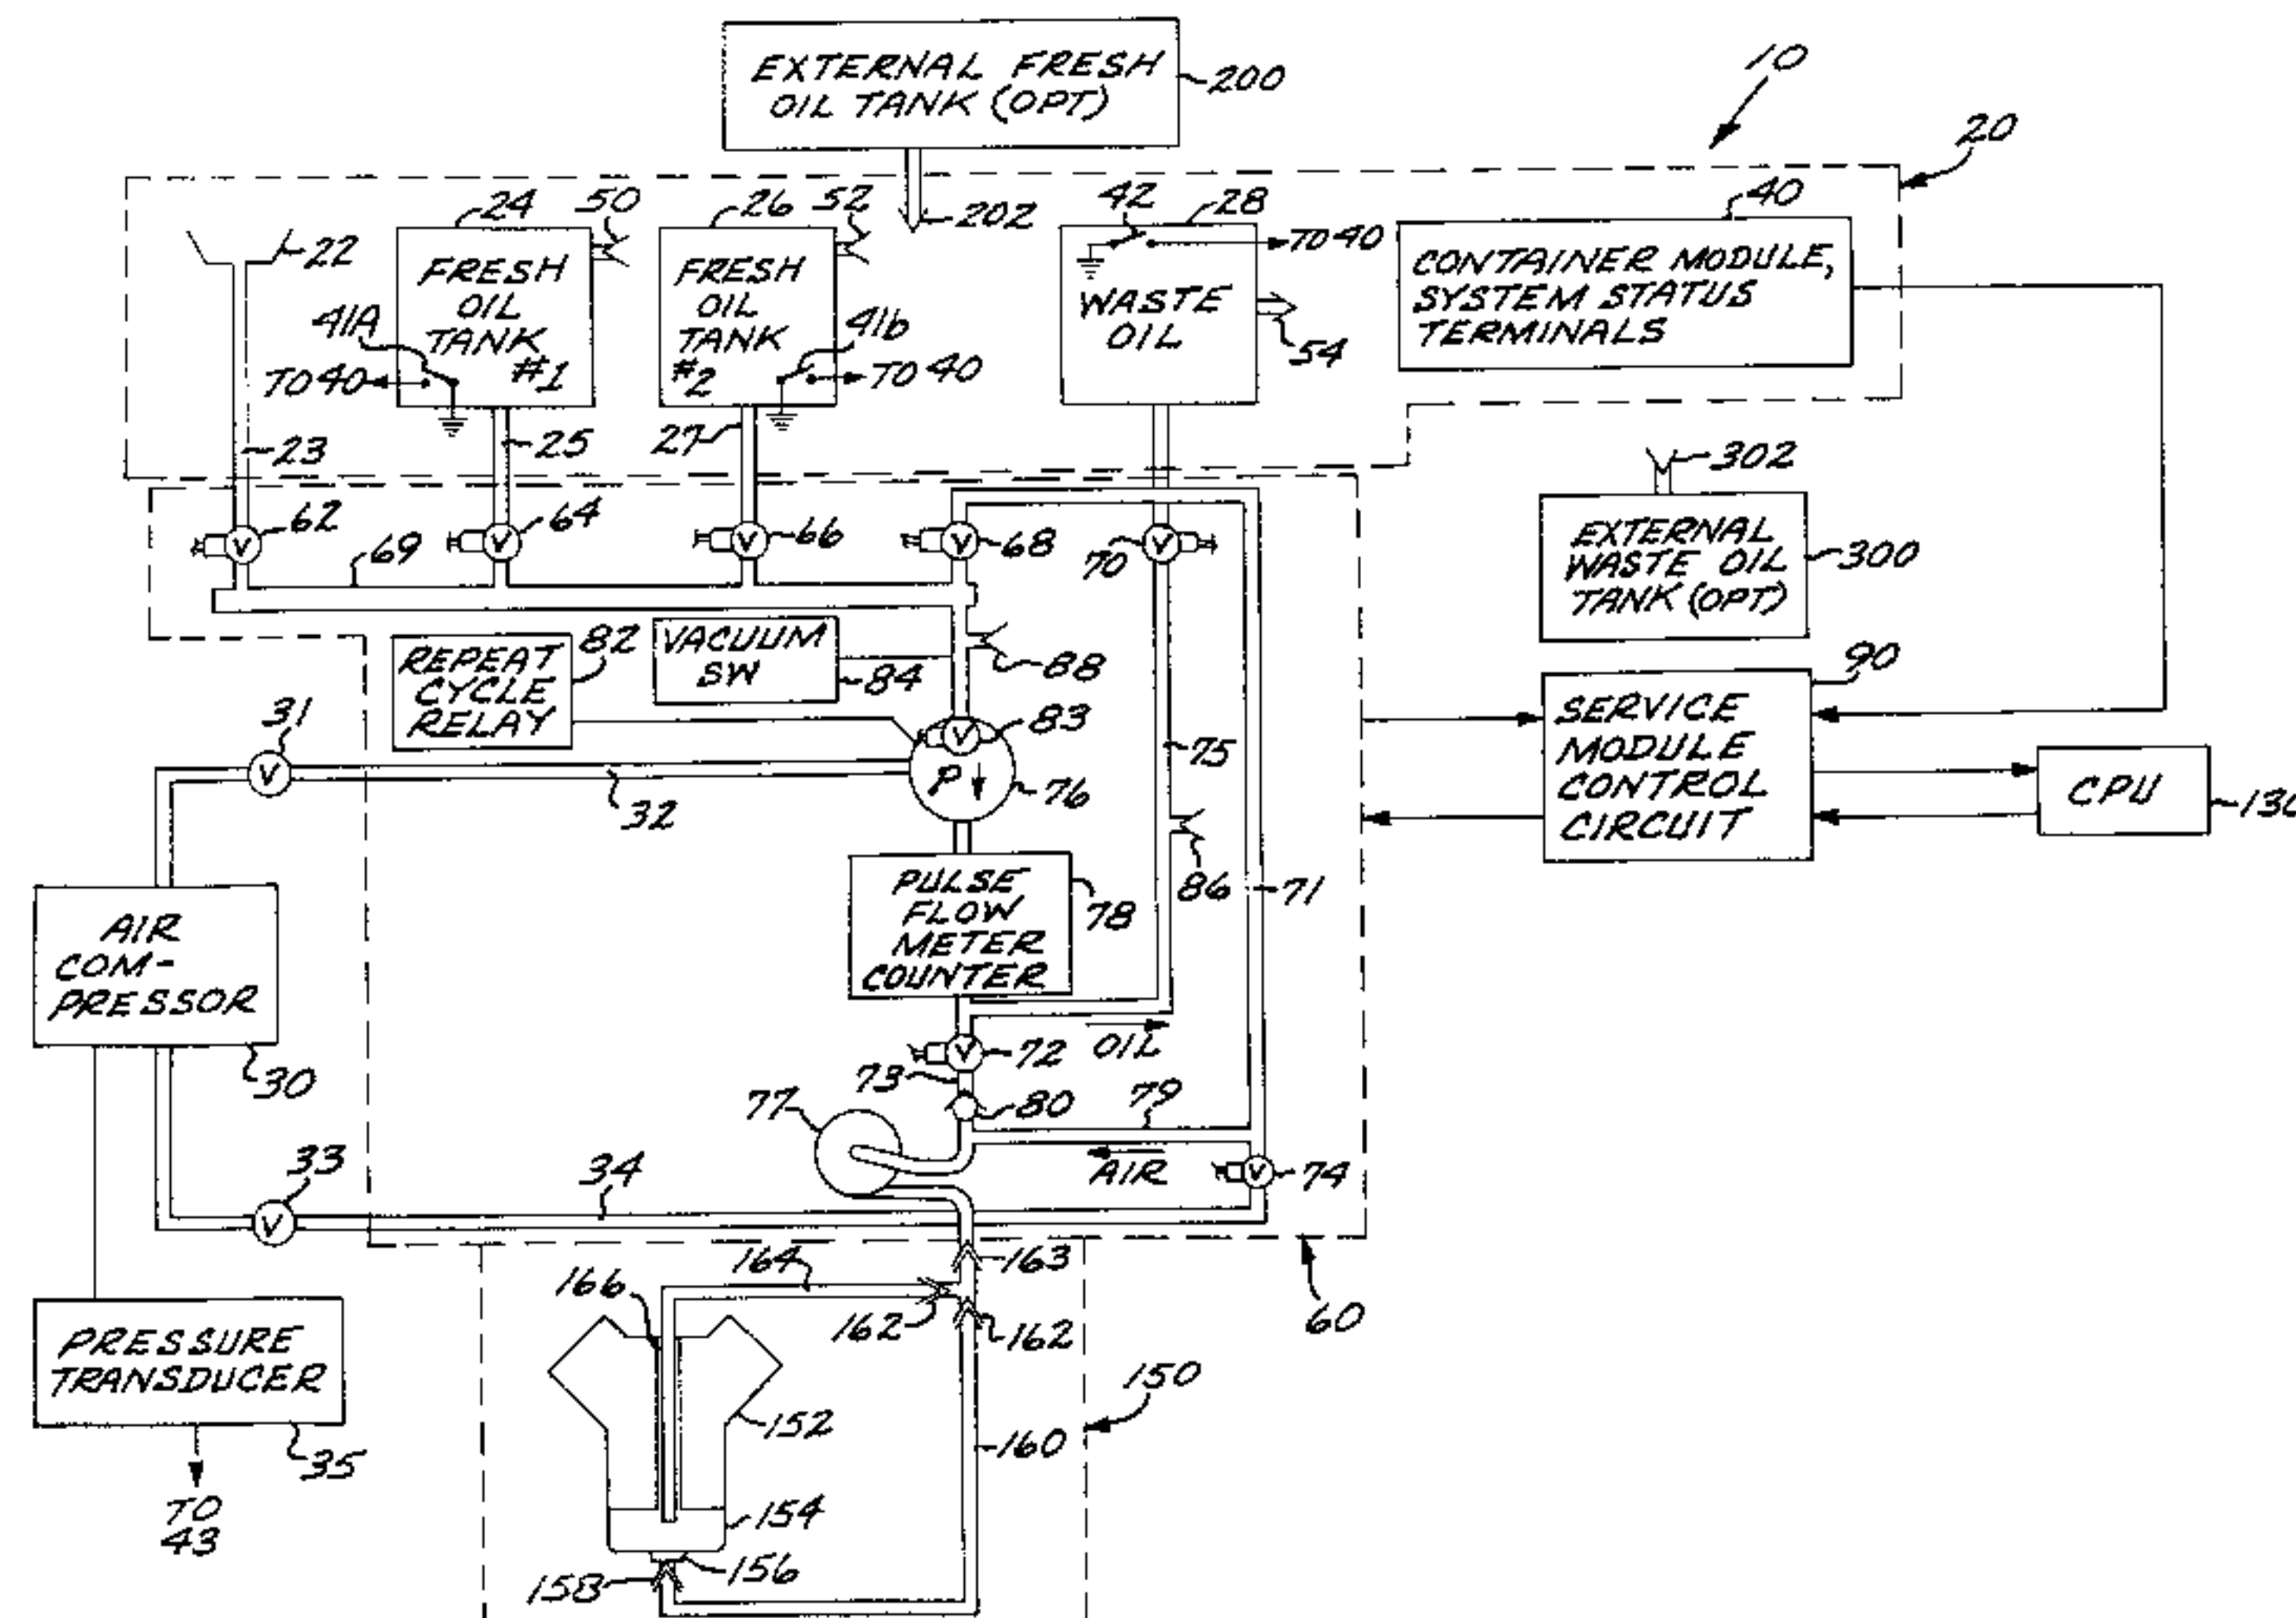 EXTERNAL FRESH
OIL TANK (OPT)
200
10
20
202
22
24
50
FRESH
OIL
TANK
#1
41A
TO 40
26
52
FRESH
OIL
TANK
#2
41b
TO 40
42
28
TO 40
WASTE
OIL
54
40
CONTAINER MODULE,
SYSTEM STATUS
TERMINALS
23
25
27
302
EXTERNAL
WASTE OIL
TANK (OPT)
300
V
62
V
64
V
66
V
68
70
V
69
REPEAT
CYCLE
RELAY
82
VACUUM
SW
84
88
V
83
P
76
31
V
32
75
86
71
90
SERVICE
MODULE
CONTROL
CIRCUIT
CPU
PULSE
FLOW
METER
COUNTER
78
AIR
COM-
PRESSOR
30
V
72
OIL
73
80
79
77
AIR
V
74
33
V
34
60
163
164
162
162
166
152
150
160
154
156
158
PRESSURE
TRANSDUCER
35
TO
43